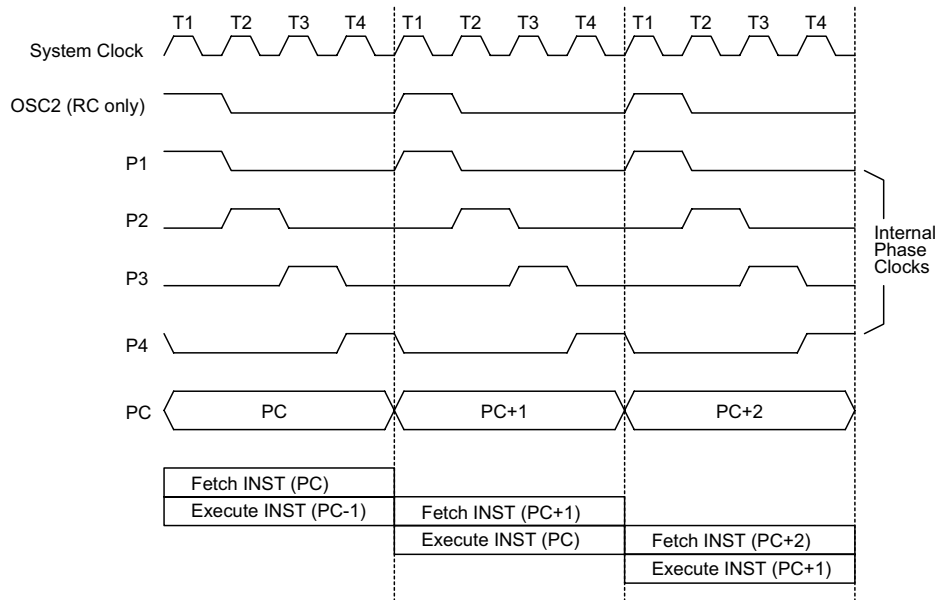 T1 T2 T3 T4 T1 T2 T3 T4 T1 T2 T3 T4
System Clock
OSC2 (RC only)
P1
P2
Internal
Phase
Clocks
P3
P4
PC PC PC+1 PC+2
Fetch INST (PC)
Execute INST (PC-1) Fetch INST (PC+1)
Execute INST (PC) Fetch INST (PC+2)
Execute INST (PC+1)